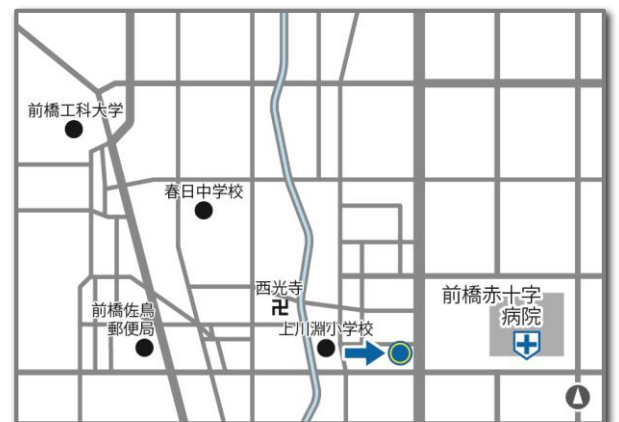 前橋工科大学
春日中学校
西光寺
卍
前橋赤十字
病院
前橋佐鳥
郵便局
上川淵小学校